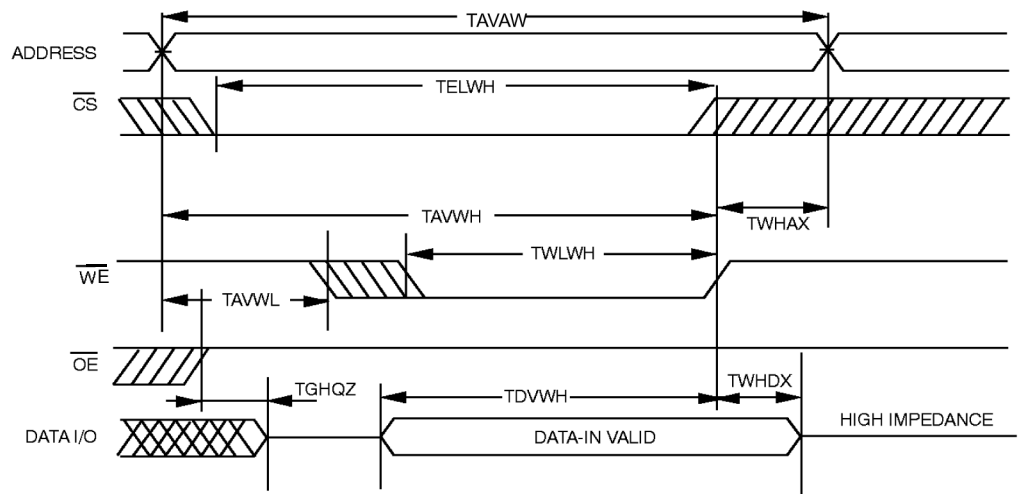 TAVAW
ADDRESS
TELWH
CS
TAVWH
TWHAX
TWLWH
WE
TAVWL
OE
TGHQZ
TDVWH
TWHDX
DATA I/O
DATA-IN VALID
HIGH IMPEDANCE